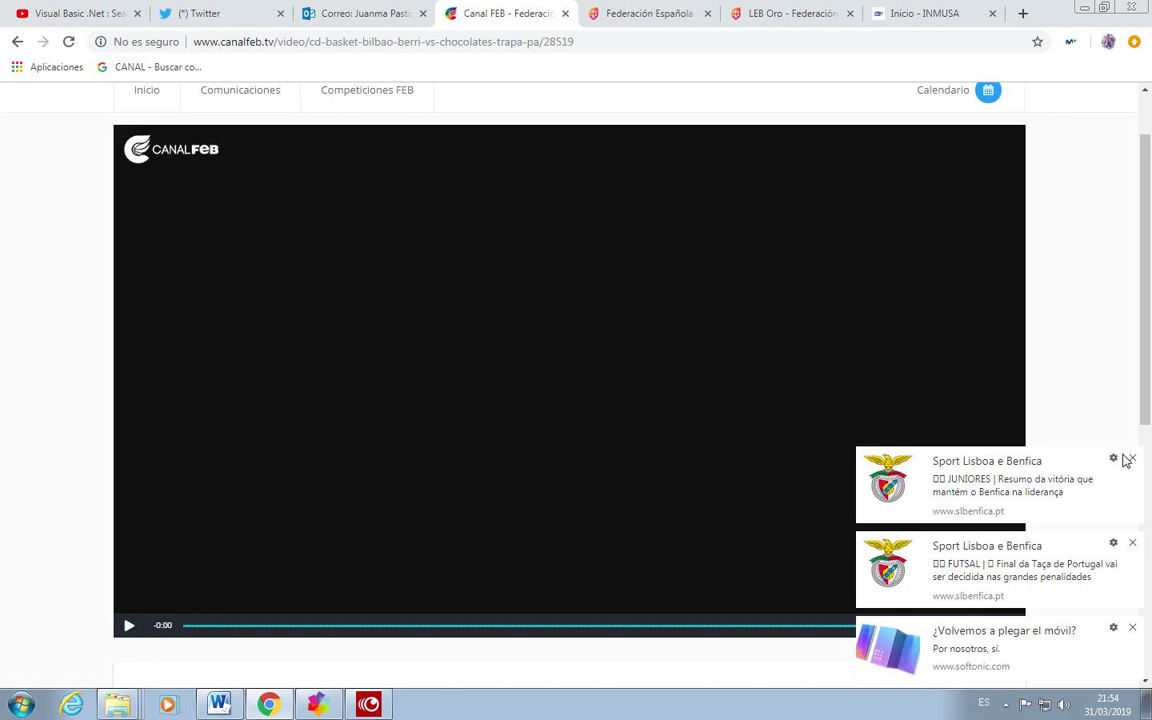 Visual Basic .Net : Sea
(*) Twitter
Correo: Juanma Pasto
Canal FEB - Federació
Federación Española
LEB Oro - Federación
Inicio - INMUSA
No es seguro
www.canalfeb.tv/video/cd-basket-bilbao-berri-vs-chocolates-trapa-pa/28519
Aplicaciones
CANAL - Buscar co...
Inicio
Comunicaciones
Competiciones FEB
Calendario
CANALFEB
Sport Lisboa e Benfica
JUNIORES | Resumo da vitória que
mantém o Benfica na liderança
www.slbenfica.pt
Sport Lisboa e Benfica
FUTSAL | Final da Taça de Portugal vai
ser decidida nas grandes penalidades
www.slbenfica.pt
-0:00
¿Volvemos a plegar el móvil?
Por nosotros, sí.
www.softonic.com
ES
21:54
31/03/2019